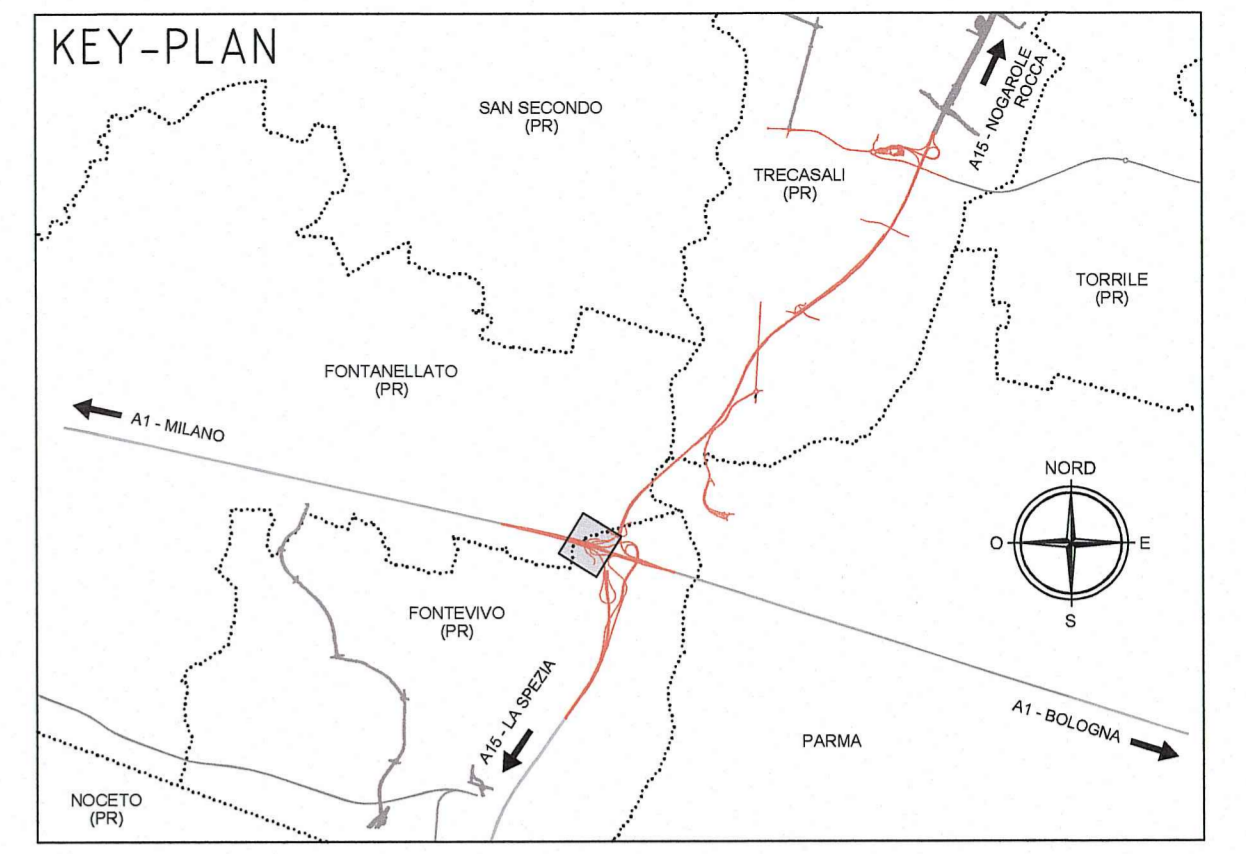 KEY-PLAN
SAN SECONDO
(PR)
A15 - NOGAROLE
ROCCA
TRECASALI
(PR)
TORRILE
(PR)
FONTANELLATO
(PR)
A1 - MILANO
NORD
O
E
S
FONTEVIVO
(PR)
A15 - LA SPEZIA
A1 - BOLOGNA
PARMA
NOCETO
(PR)